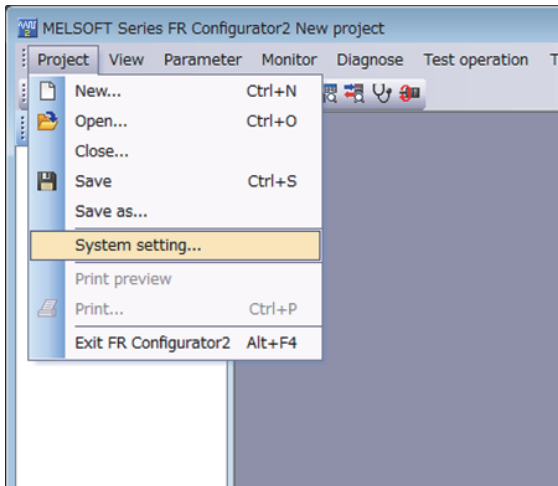 MELSOFT Series FR Configurator2 New project
Project View Parameter Monitor Diagnose Test operation T
New... Ctrl+N
Open... Ctrl+O
Close...
Save Ctrl+S
Save as...
System setting...
Print preview
Print... Ctrl+P
Exit FR Configurator2 Alt+F4